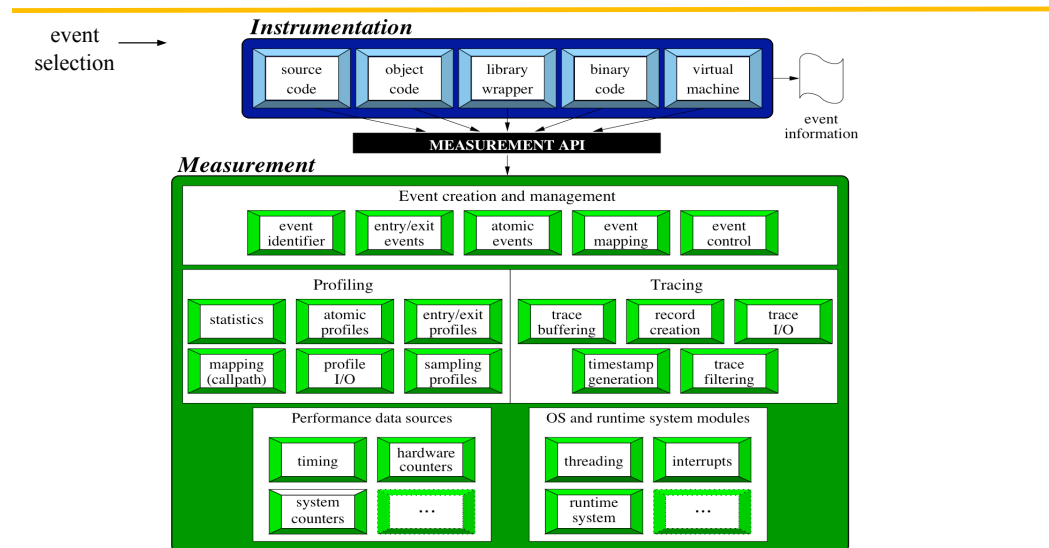 Instrumentation
event
selection
source
code
object
code
library
wrapper
binary
code
virtual
machine
event
information
MEASUREMENT API
Measurement
Event creation and management
event
identifier
entry/exit
events
atomic
events
event
mapping
event
control
Profiling
statistics
atomic
profiles
entry/exit
profiles
mapping
(callpath)
profile
I/O
sampling
profiles
Tracing
trace
buffering
record
creation
trace
I/O
timestamp
generation
trace
filtering
Performance data sources
timing
hardware
counters
system
counters
...
OS and runtime system modules
threading
interrupts
runtime
system
...